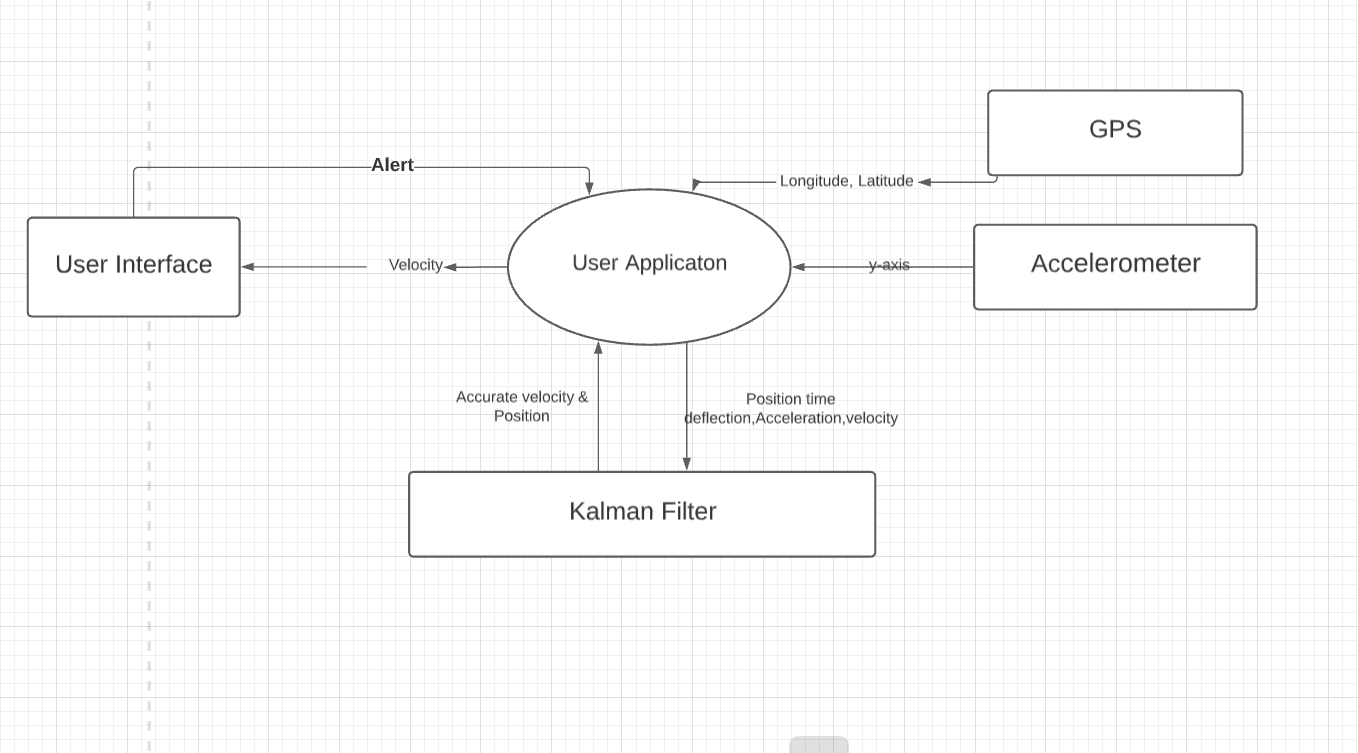 GPS
Alert
Longitude, Latitude
User Interface
Velocity
User Applicaton
y-axis
Accelerometer
Accurate velocity &
Position
Position time
deflection,Acceleration,velocity
Kalman Filter